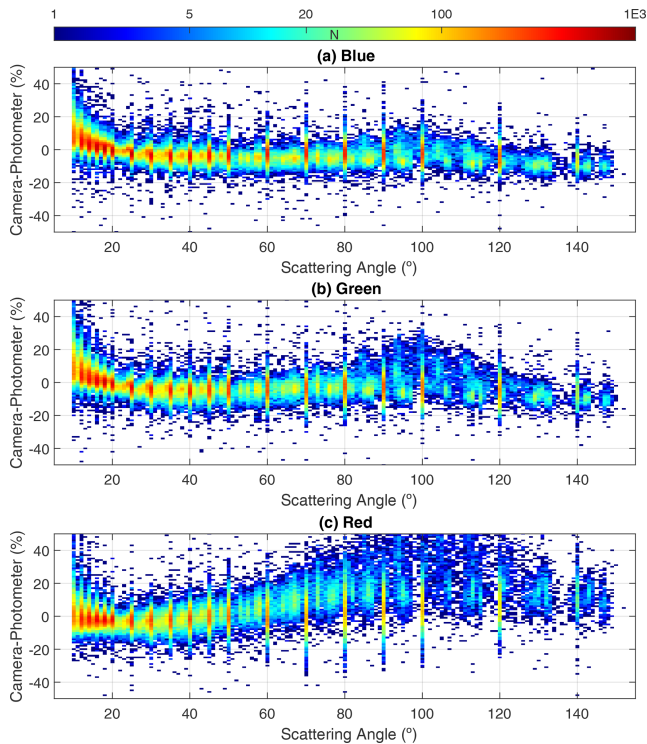 1 5 20 100 1E3
N
(a) Blue
Camera-Photometer (%)
40
20
0
-20
-40
20 40 60 80 100 120 140
Scattering Angle (º)
(b) Green
Camera-Photometer (%)
40
20
0
-20
-40
20 40 60 80 100 120 140
Scattering Angle (º)
(c) Red
Camera-Photometer (%)
40
20
0
-20
-40
20 40 60 80 100 120 140
Scattering Angle (º)